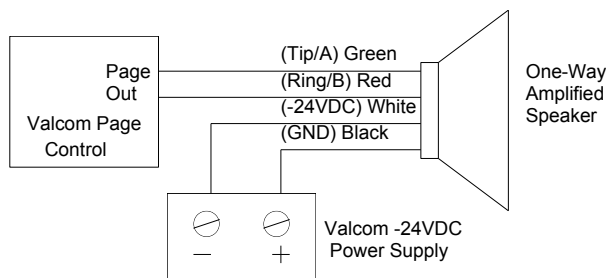 (Tip/A) Green
(Ring/B) Red
(-24VDC) White
(GND) Black
Page
Out
Valcom Page
Control
One-Way
Amplified
Speaker
Valcom -24VDC
Power Supply
− +